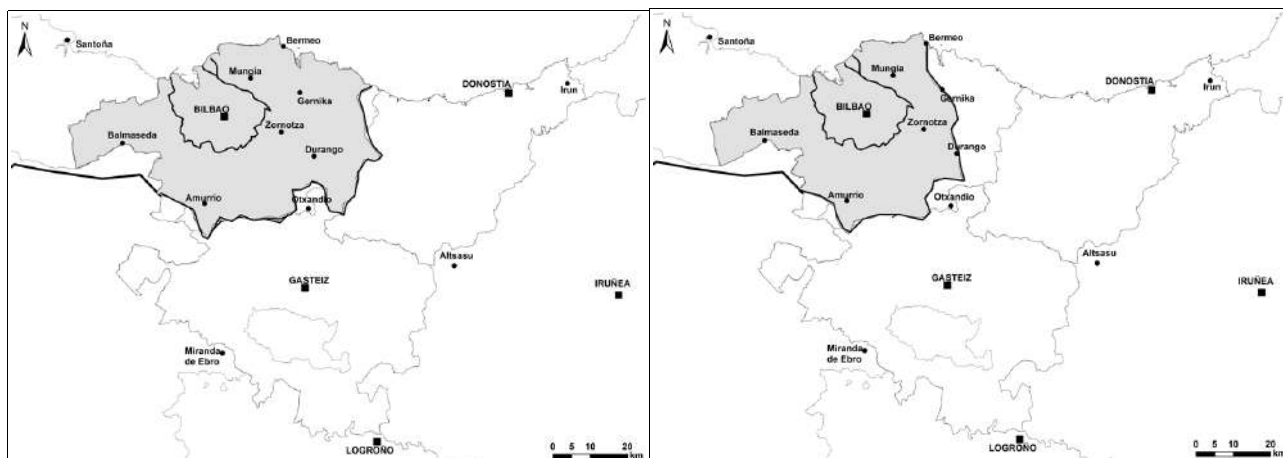 N
Santoña
Bermeo
Mungia
DONOSTIA
Irun
Gernika
BILBAO
Zornotza
Balmaseda
Durango
Amurrio
Otxandio
Altsasu
GASTEIZ
IRUÑEA
Miranda
de Ebro
LOGROÑO
0 5 10 20
km
N
Santoña
Bermeo
Mungia
DONOSTIA
Irun
Gernika
BILBAO
Zornotza
Balmaseda
Durango
Amurrio
Otxandio
Altsasu
GASTEIZ
IRUÑEA
Miranda
de Ebro
LOGROÑO
0 5 10 20
km